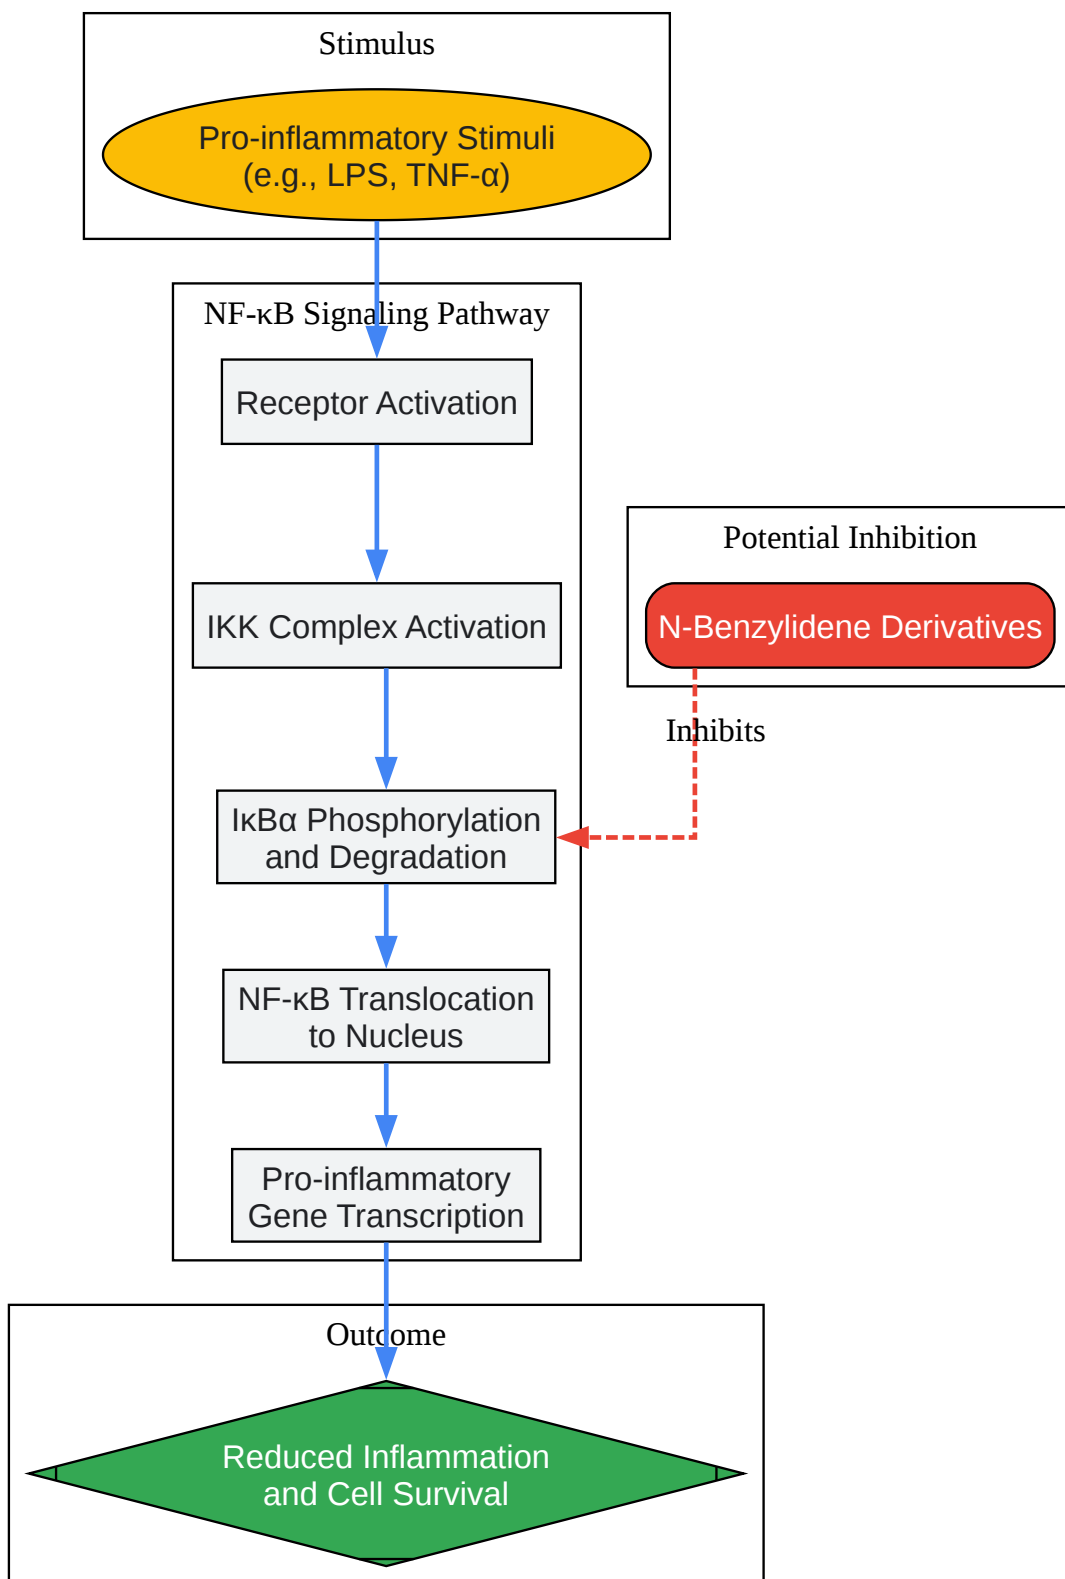 Stimulus
Pro-inflammatory Stimuli
(e.g., LPS, TNF-α)
NF-κB Signaling Pathway
Receptor Activation
IKK Complex Activation
Potential Inhibition
N-Benzylidene Derivatives
Inhibits
IκBα Phosphorylation
and Degradation
NF-κB Translocation
to Nucleus
Pro-inflammatory
Gene Transcription
Outcome
Reduced Inflammation
and Cell Survival